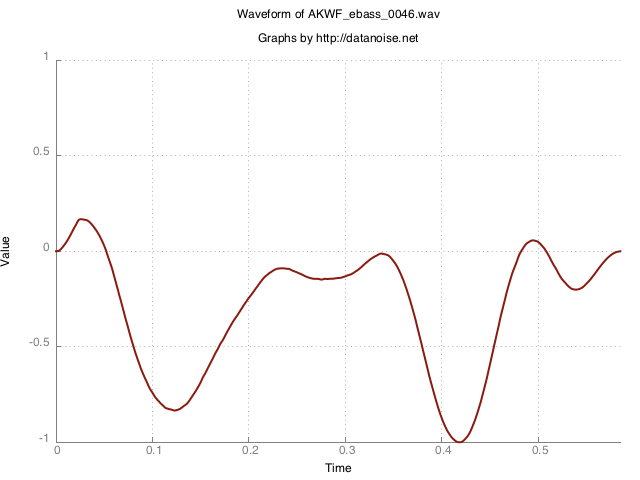 Waveform of AKWF_ebass_0046.wav
Graphs by http://datanoise.net
1
0.5
0
-0.5
-1
Value
0 0.1 0.2 0.3 0.4 0.5
Time